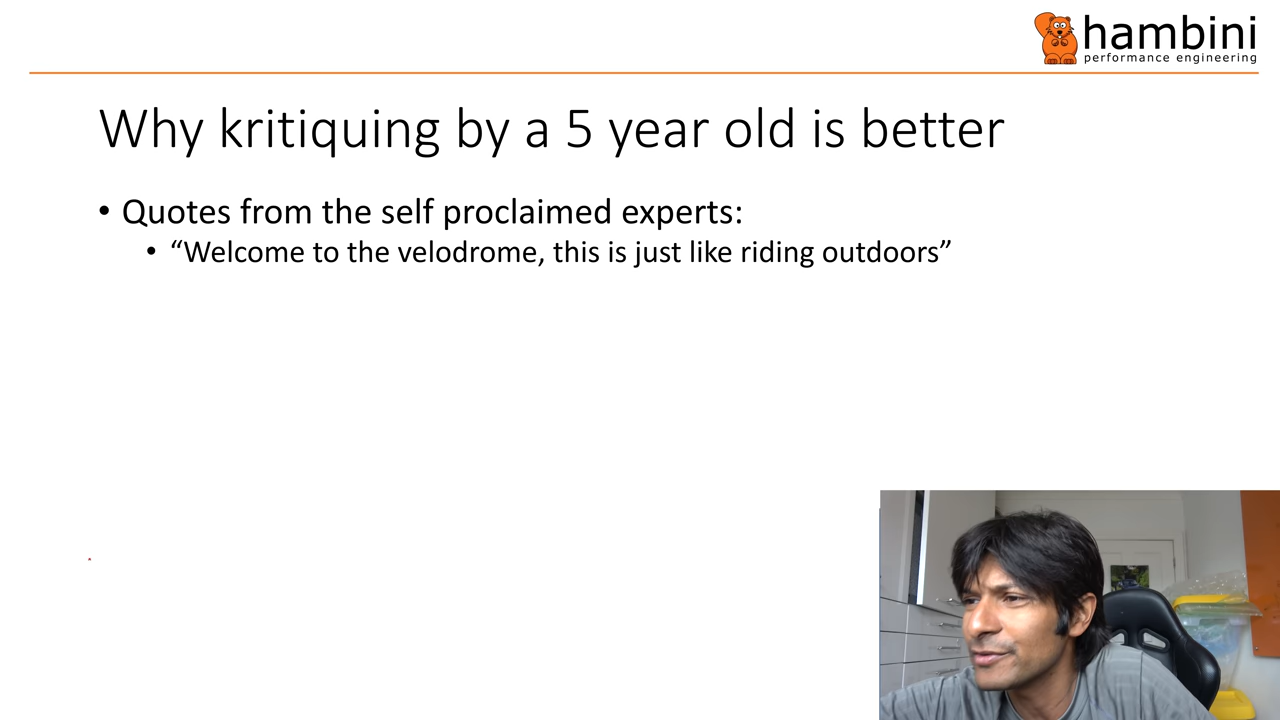 hambini
performance engineering
Why kritiquing by a 5 year old is better
• Quotes from the self proclaimed experts:
• “Welcome to the velodrome, this is just like riding outdoors”